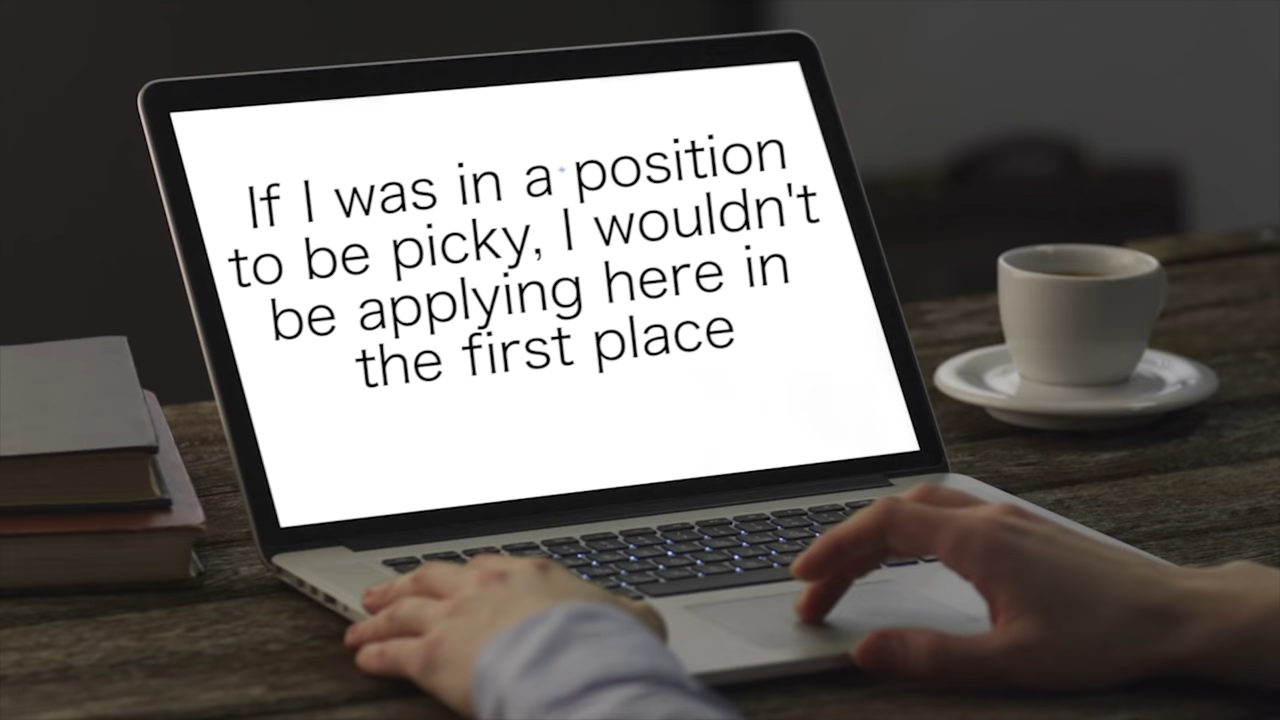 If I was in a position
to be picky, I wouldn't
be applying here in
the first place